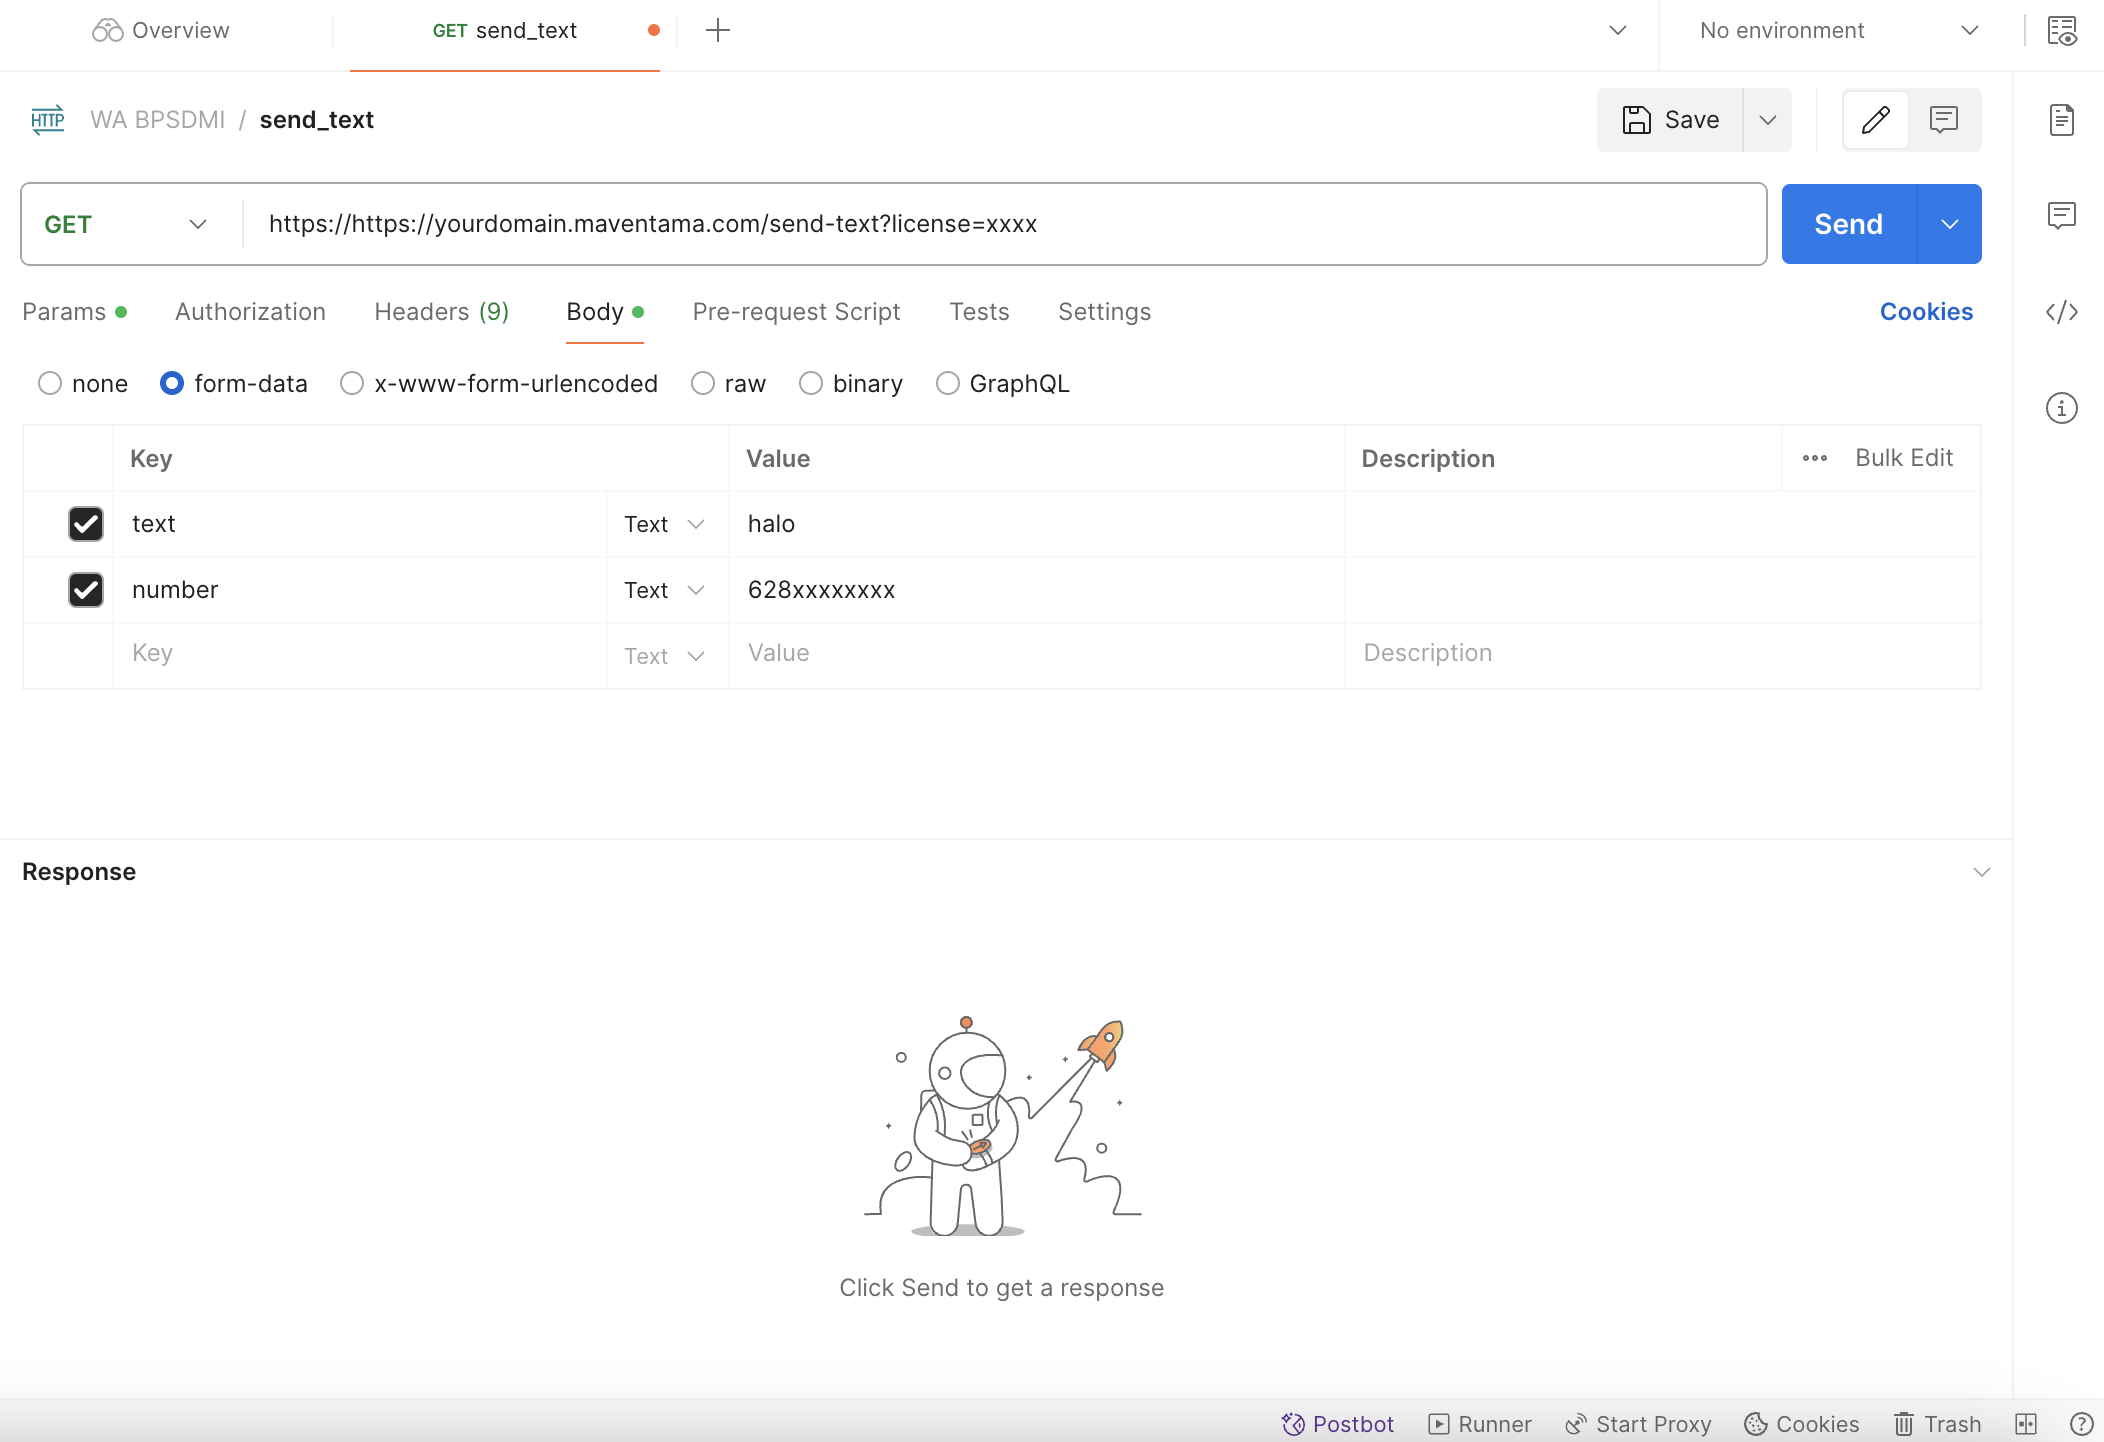 Overview
GET send_text
No environment
HTTP WA BPSDMI / send_text
Save
GET https://https://yourdomain.maventama.com/send-text?license=xxxx
Send
Params Authorization Headers (9) Body Pre-request Script Tests Settings Cookies
none form-data x-www-form-urlencoded raw binary GraphQL
Key Value Description Bulk Edit
text Text halo
number Text 628xxxxxxxx
Key Text Value Description
Response
Click Send to get a response
Postbot Runner Start Proxy Cookies Trash